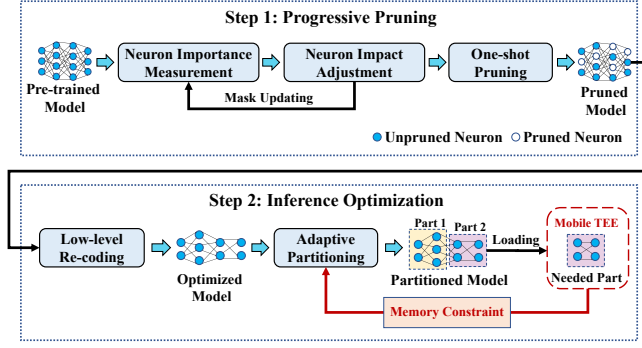 Step 1: Progressive Pruning
Pre-trained
Model
Neuron Importance
Measurement
Neuron Impact
Adjustment
One-shot
Pruning
Pruned
Model
Mask Updating
Unpruned Neuron
Pruned Neuron
Step 2: Inference Optimization
Low-level
Re-coding
Optimized
Model
Adaptive
Partitioning
Part 1
Part 2
Partitioned Model
Loading
Mobile TEE
Needed Part
Memory Constraint